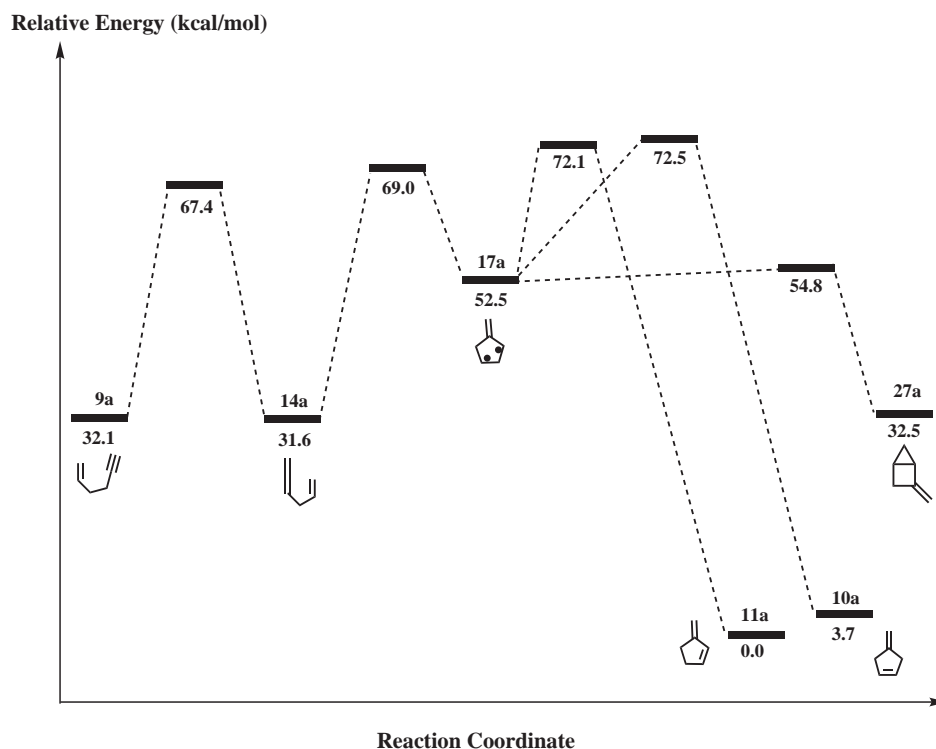 Relative Energy (kcal/mol)
72.1
72.5
67.4
69.0
17a
52.5
54.8
9a
32.1
14a
31.6
27a
32.5
11a
0.0
10a
3.7
Reaction Coordinate